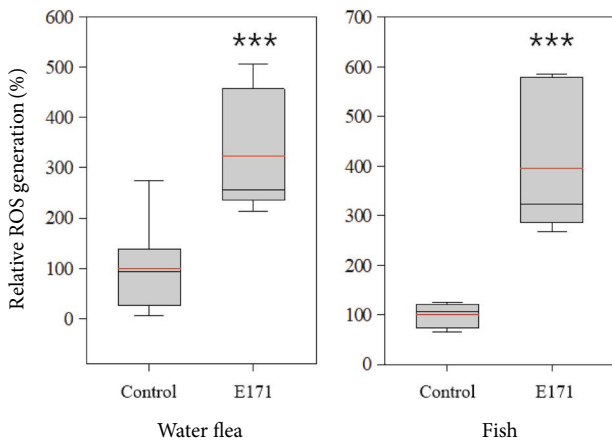 Relative ROS generation (%)
600
500
400
300
200
100
0
***
Control
E171
Water flea
700
600
500
400
300
200
100
0
***
Control
E171
Fish